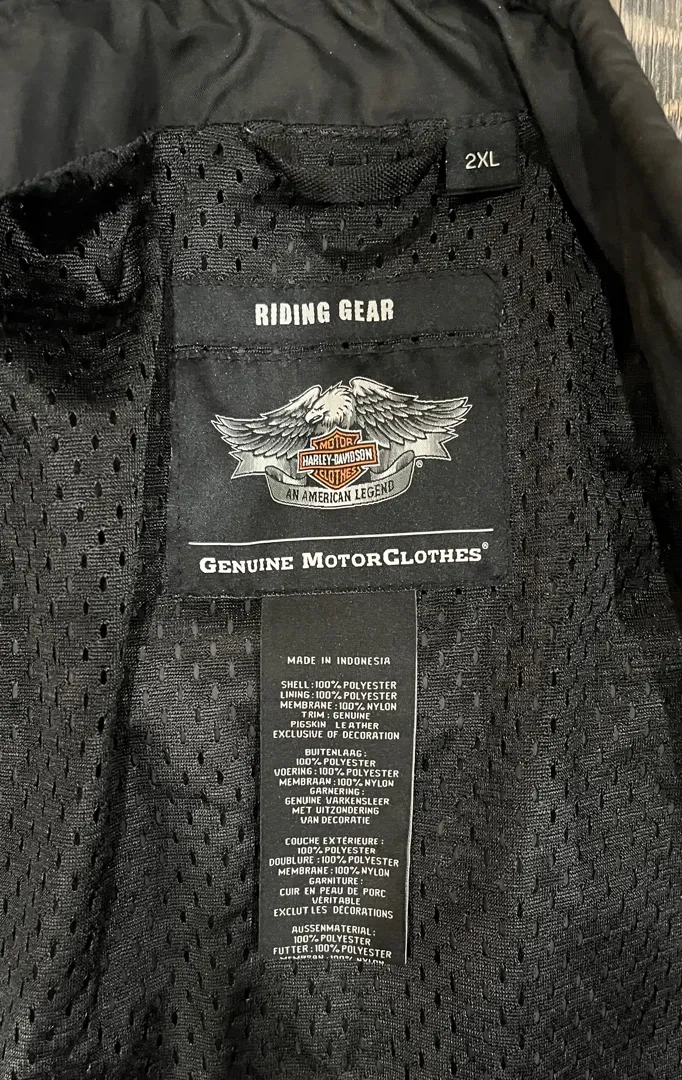 2XL
RIDING GEAR
MOTOR
HARLEY-DAVIDSON
CLOTHES
®
AN AMERICAN LEGEND
GENUINE MOTORCLOTHES®
MADE IN INDONESIA
SHELL:100% POLYESTER
LINING:100% POLYESTER
MEMBRANE:100% NYLON
TRIM: GENUINE
PIGSKIN LEATHER
EXCLUSIVE OF DECORATION
BUITENLAAG:
100% POLYESTER
VOERING:100% POLYESTER
MEMBRAAN:100% NYLON
GARNERING:
GENUINE VARKENSLEER
MET UITZONDERING
VAN DECORATIE
COUCHE EXTÉRIEURE:
100% POLYESTER
DOUBLURE:100% POLYESTER
MEMBRANE:100% NYLON
GARNITURE:
CUIR EN PEAU DE PORC
VÉRITABLE
EXCLUT LES DÉCORATIONS
AUSSENMATERIAL:
100% POLYESTER
FUTTER:100% POLYESTER
MEMBRAN:100% NYLON